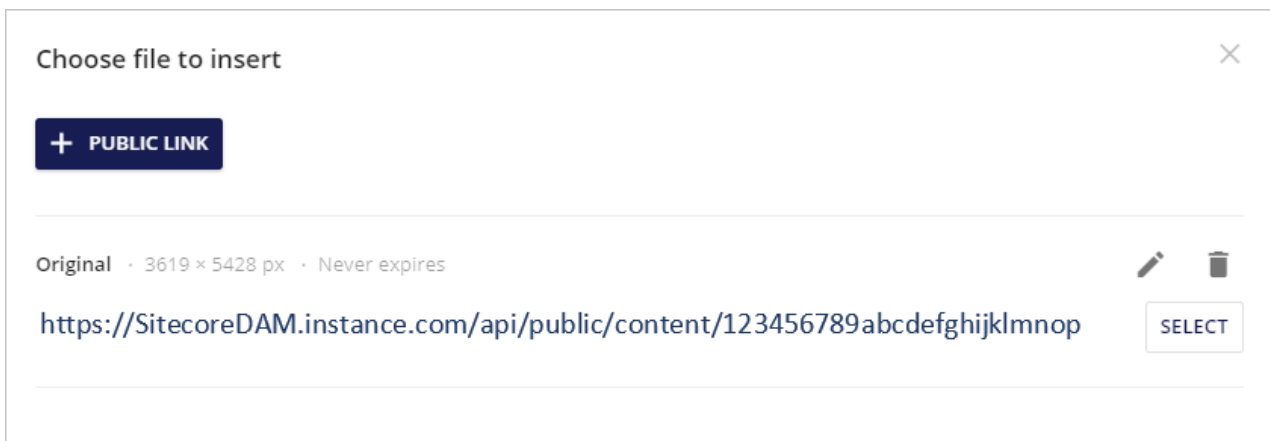 Choose file to insert
+ PUBLIC LINK
Original · 3619 × 5428 px · Never expires
https://SitecoreDAM.instance.com/api/public/content/123456789abcdefghijklmnop
SELECT